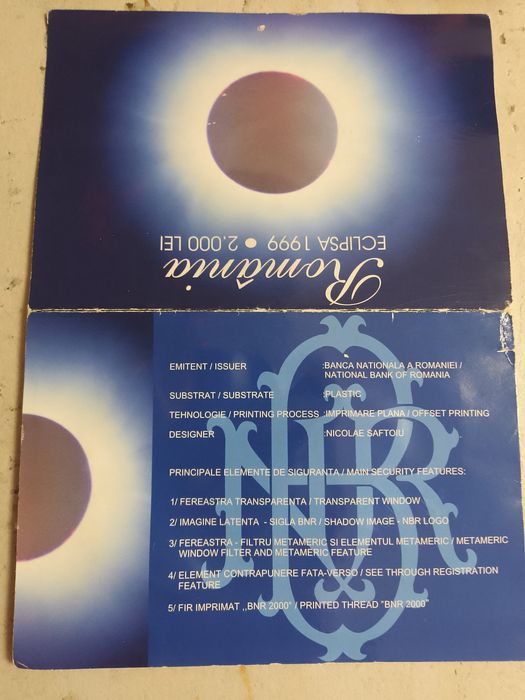 România
ECLIPSA 1999 ● 2.000 LEI
EMITENT / ISSUER :BANCA NATIONALA A ROMANIEI /
NATIONAL BANK OF ROMANIA
SUBSTRAT / SUBSTRATE :PLASTIC
TEHNOLOGIE / PRINTING PROCESS :IMPRIMARE PLANA / OFFSET PRINTING
DESIGNER :NICOLAE SAFTOIU
PRINCIPALE ELEMENTE DE SIGURANTA / MAIN SECURITY FEATURES:
1/ FEREASTRA TRANSPARENTA / TRANSPARENT WINDOW
2/ IMAGINE LATENTA - SIGLA BNR / SHADOW IMAGE - NBR LOGO
3/ FEREASTRA - FILTRU METAMERIC SI ELEMENTUL METAMERIC / METAMERIC
WINDOW FILTER AND METAMERIC FEATURE
4/ ELEMENT CONTRAPUNERE FATA-VERSO / SEE THROUGH REGISTRATION
FEATURE
5/ FIR IMPRIMAT ,,BNR 2000" / PRINTED THREAD "BNR 2000"